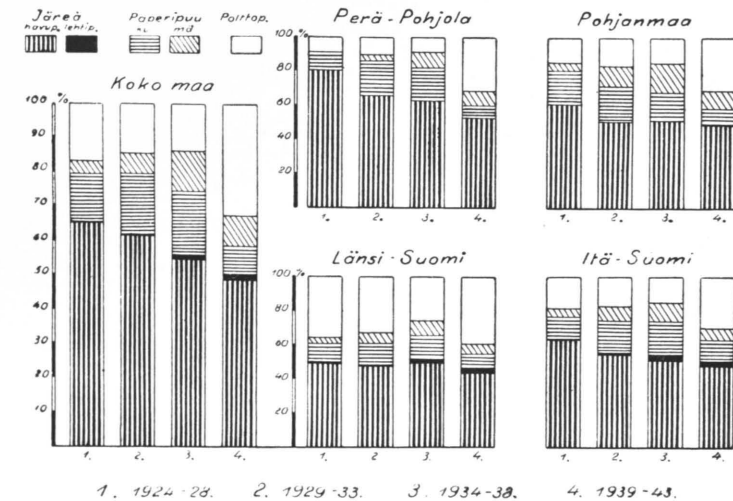 Järeä Paperipuu Polttop.
havup. lehtip. ku mä
Koko maa
100 %
90
80
70
60
50
40
30
20
10
1. 2. 3. 4.
Perä-Pohjola
100 %
80
60
40
20
1. 2. 3. 4.
Pohjanmaa
1. 2. 3. 4.
Länsi-Suomi
100 %
80
60
40
20
1. 2 3. 4.
Itä-Suomi
1. 2. 3. 4.
1. 1924-28. 2. 1929-33. 3. 1934-38. 4. 1939-43.